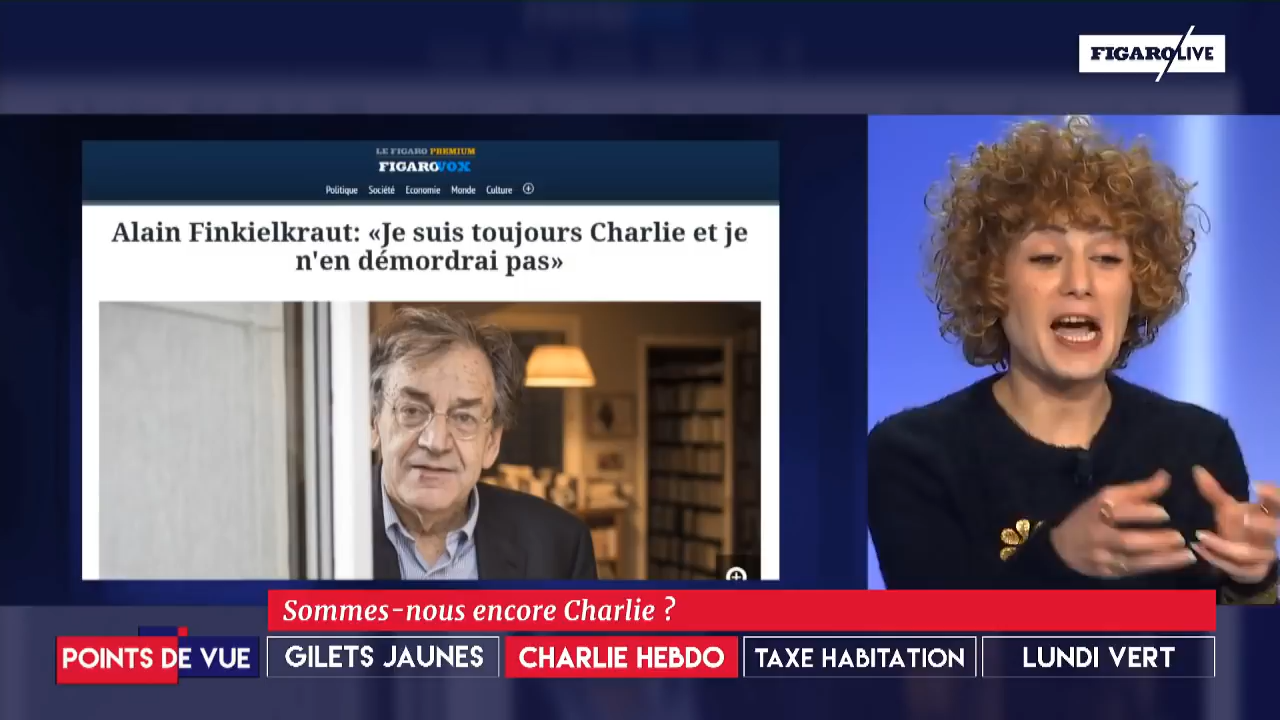 FIGARO LIVE
LE FIGARO PREMIUM
FIGAROVOX
Politique Société Economie Monde Culture
Alain Finkielkraut: «Je suis toujours Charlie et je
n'en démordrai pas»
Sommes-nous encore Charlie ?
POINTS DE VUE GILETS JAUNES CHARLIE HEBDO TAXE HABITATION LUNDI VERT